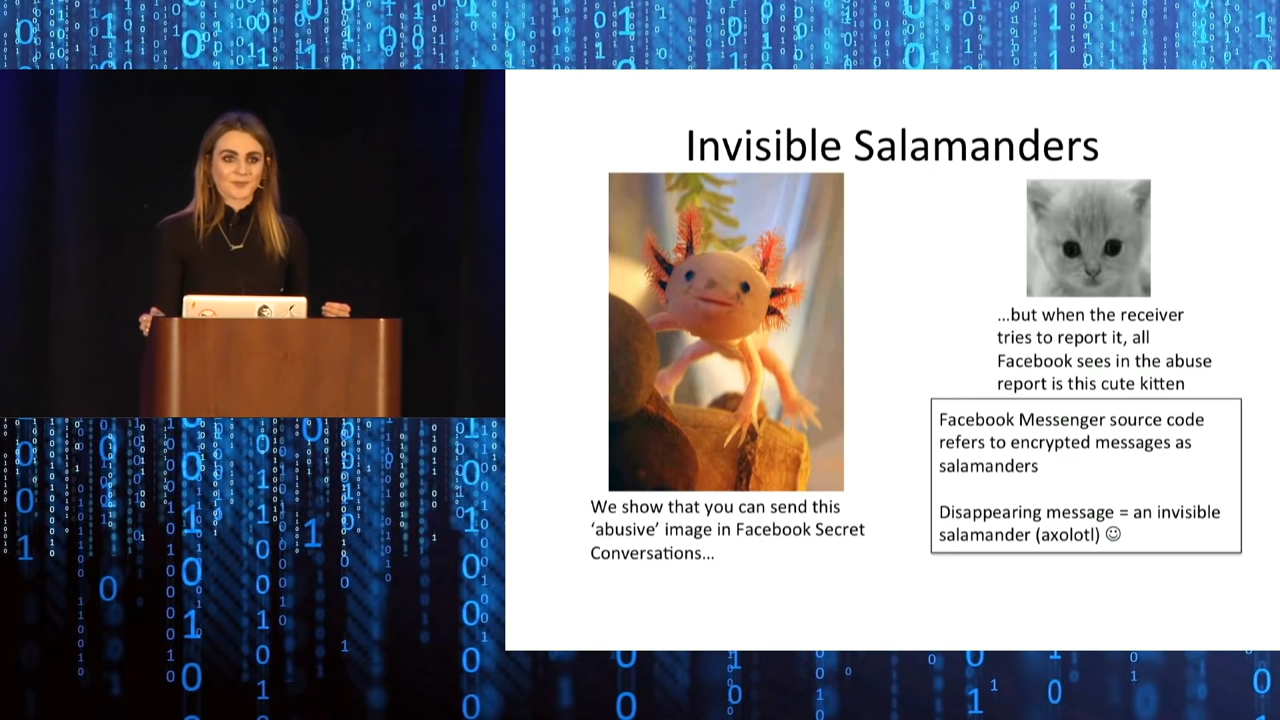 Invisible Salamanders
We show that you can send this
‘abusive’ image in Facebook Secret
Conversations...
...but when the receiver
tries to report it, all
Facebook sees in the abuse
report is this cute kitten
Facebook Messenger source code
refers to encrypted messages as
salamanders
Disappearing message = an invisible
salamander (axolotl) ☺